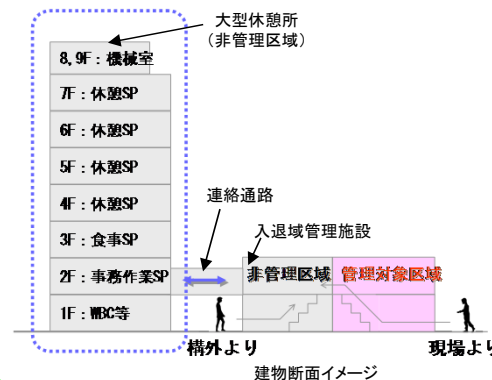 大型休憩所
（非管理区域）
8,9F：機械室
7F：休憩SP
6F：休憩SP
5F：休憩SP
4F：休憩SP
3F：食事SP
2F：事務作業SP
1F：WBC等
連絡通路
入退域管理施設
非管理区域
管理対象区域
構外より
現場より
建物断面イメージ